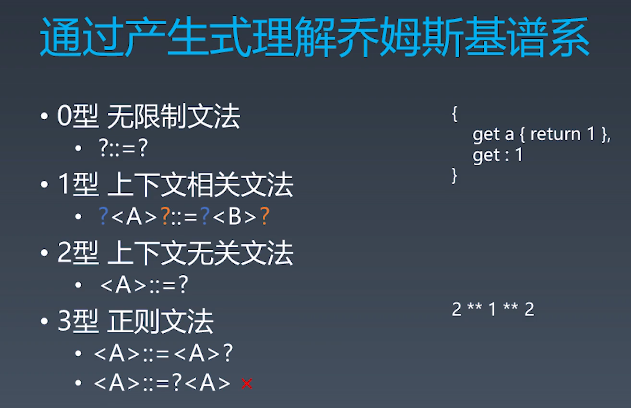 通过产生式理解乔姆斯基谱系
• 0型 无限制文法
• ?::=?
• 1型 上下文相关文法
• ?<A>?::=?<B>?
• 2型 上下文无关文法
• <A>::=?
• 3型 正则文法
• <A>::=<A>?
• <A>::=?<A> ×
{
get a { return 1 },
get : 1
}
2 ** 1 ** 2